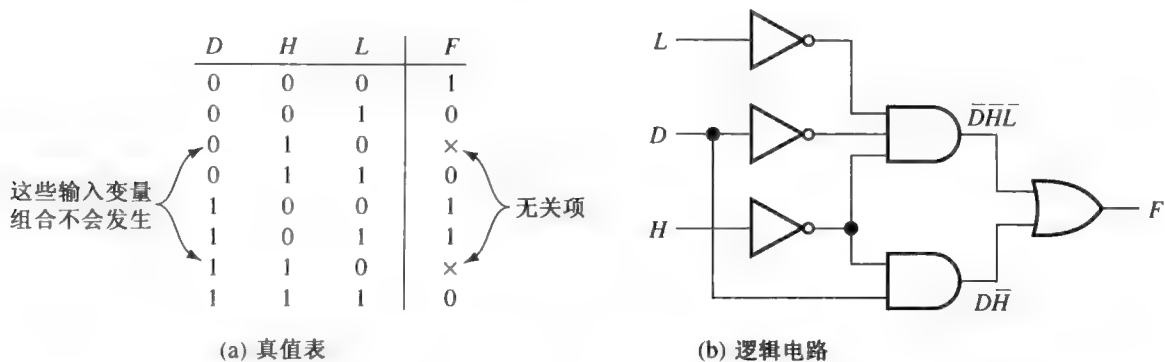 D H L F
0 0 0 1
0 0 1 0
0 1 0 ×
0 1 1 0
1 0 0 1
1 0 1 1
1 1 0 ×
1 1 1 0
这些输入变量
组合不会发生
无关项
(a) 真值表
L
D
H
D̅H̅L̅
DH̅
F
(b) 逻辑电路